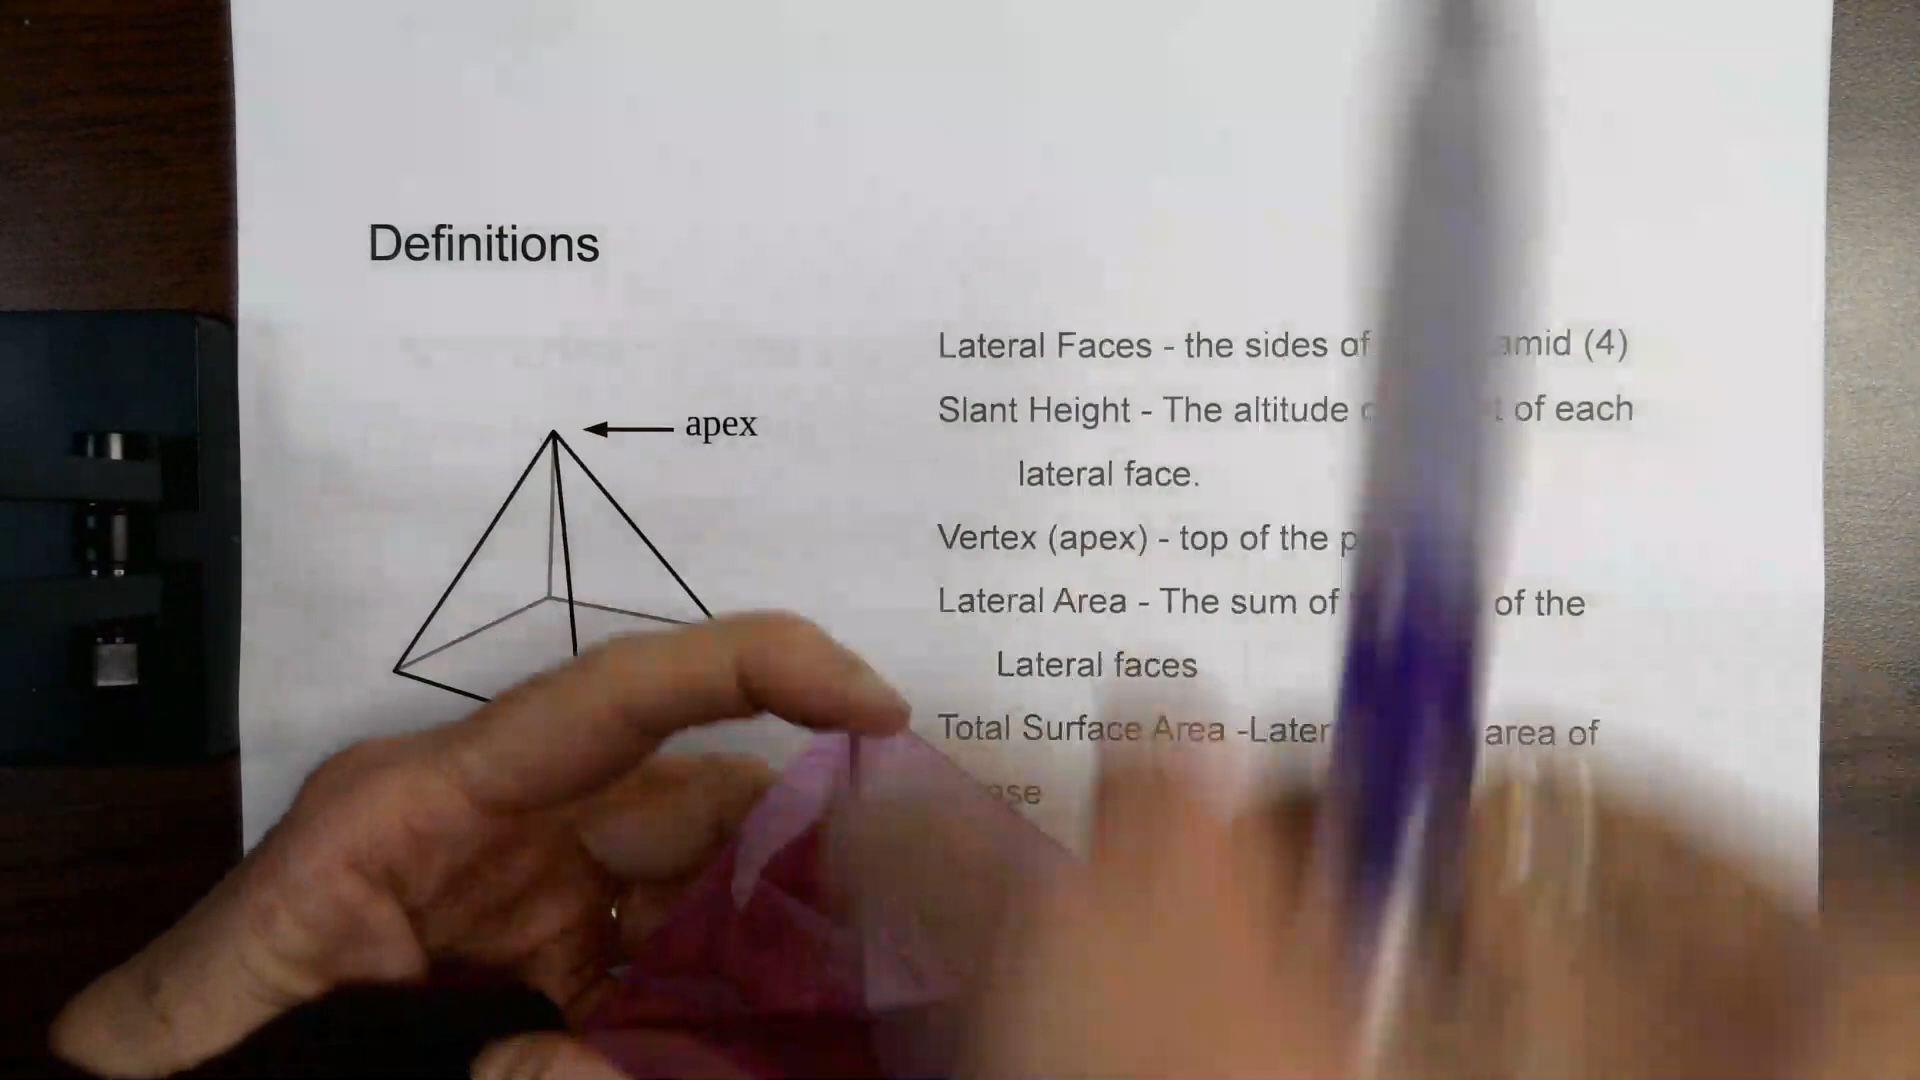 Definitions
apex
Lateral Faces - the sides of amid (4)
Slant Height - The altitude of each
lateral face.
Vertex (apex) - top of the p
Lateral Area - The sum of of the
Lateral faces
Total Surface Area -Later area of
ase